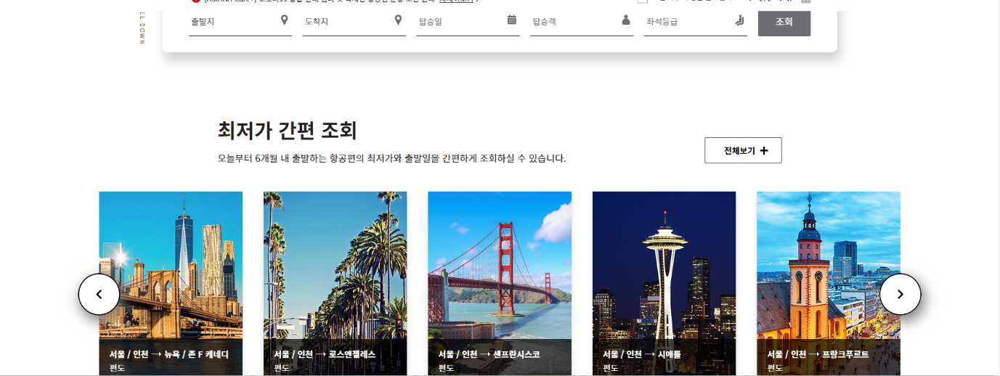 LL DOWN
출발지
도착지
탑승일
탑승객
좌석등급
조회
최저가 간편 조회
오늘부터 6개월 내 출발하는 항공편의 최저가와 출발일을 간편하게 조회하실 수 있습니다.
전체보기 +
서울 / 인천 → 뉴욕 / 존 F 케네디
편도
서울 / 인천 → 로스앤젤레스
편도
서울 / 인천 → 샌프란시스코
편도
서울 / 인천 → 시애틀
편도
서울 / 인천 → 프랑크푸르트
편도